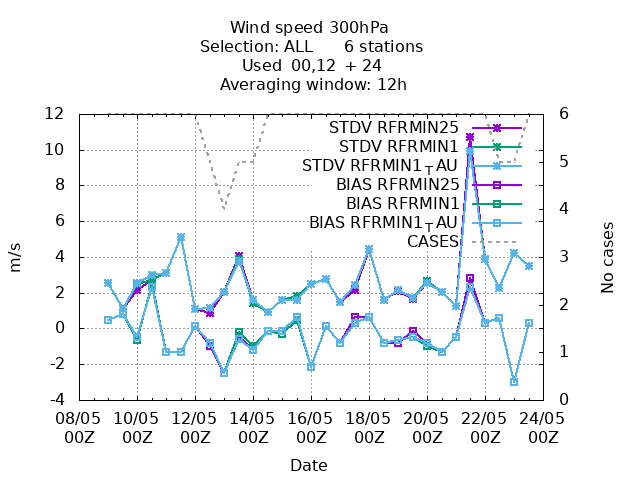 Wind speed 300hPa
Selection: ALL 6 stations
Used 00,12 + 24
Averaging window: 12h
12
10
8
6
4
2
0
-2
-4
m/s
6
5
4
3
2
1
0
No cases
STDV RFRMIN25
STDV RFRMIN1
STDV RFRMIN1_TAU
BIAS RFRMIN25
BIAS RFRMIN1
BIAS RFRMIN1_TAU
CASES
08/05 10/05 12/05 14/05 16/05 18/05 20/05 22/05 24/05
00Z 00Z 00Z 00Z 00Z 00Z 00Z 00Z 00Z
Date